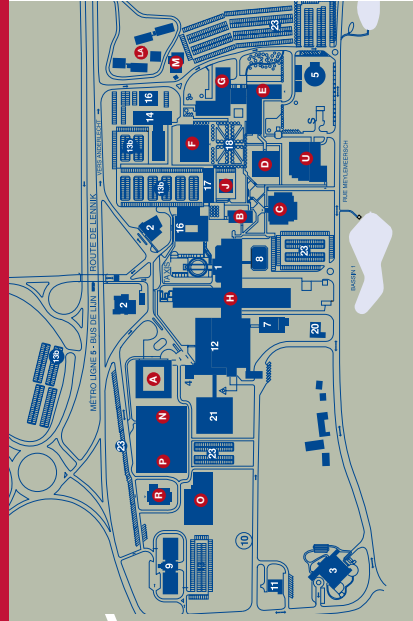 LA
M
23
16
14
G
E
5
S
13b
F
18
D
U
VERS ANDERLECHT
RUE MEYLEMEERSCH
ROUTE DE LENNIK
13b
17
J
B
C
2
16
23
1
8
BASSIN 1
H
2
7
20
12
MÉTRO LIGNE 5 - BUS DE LIJN
13b
A
4
21
N
P
23
23
R
O
10
9
11
3